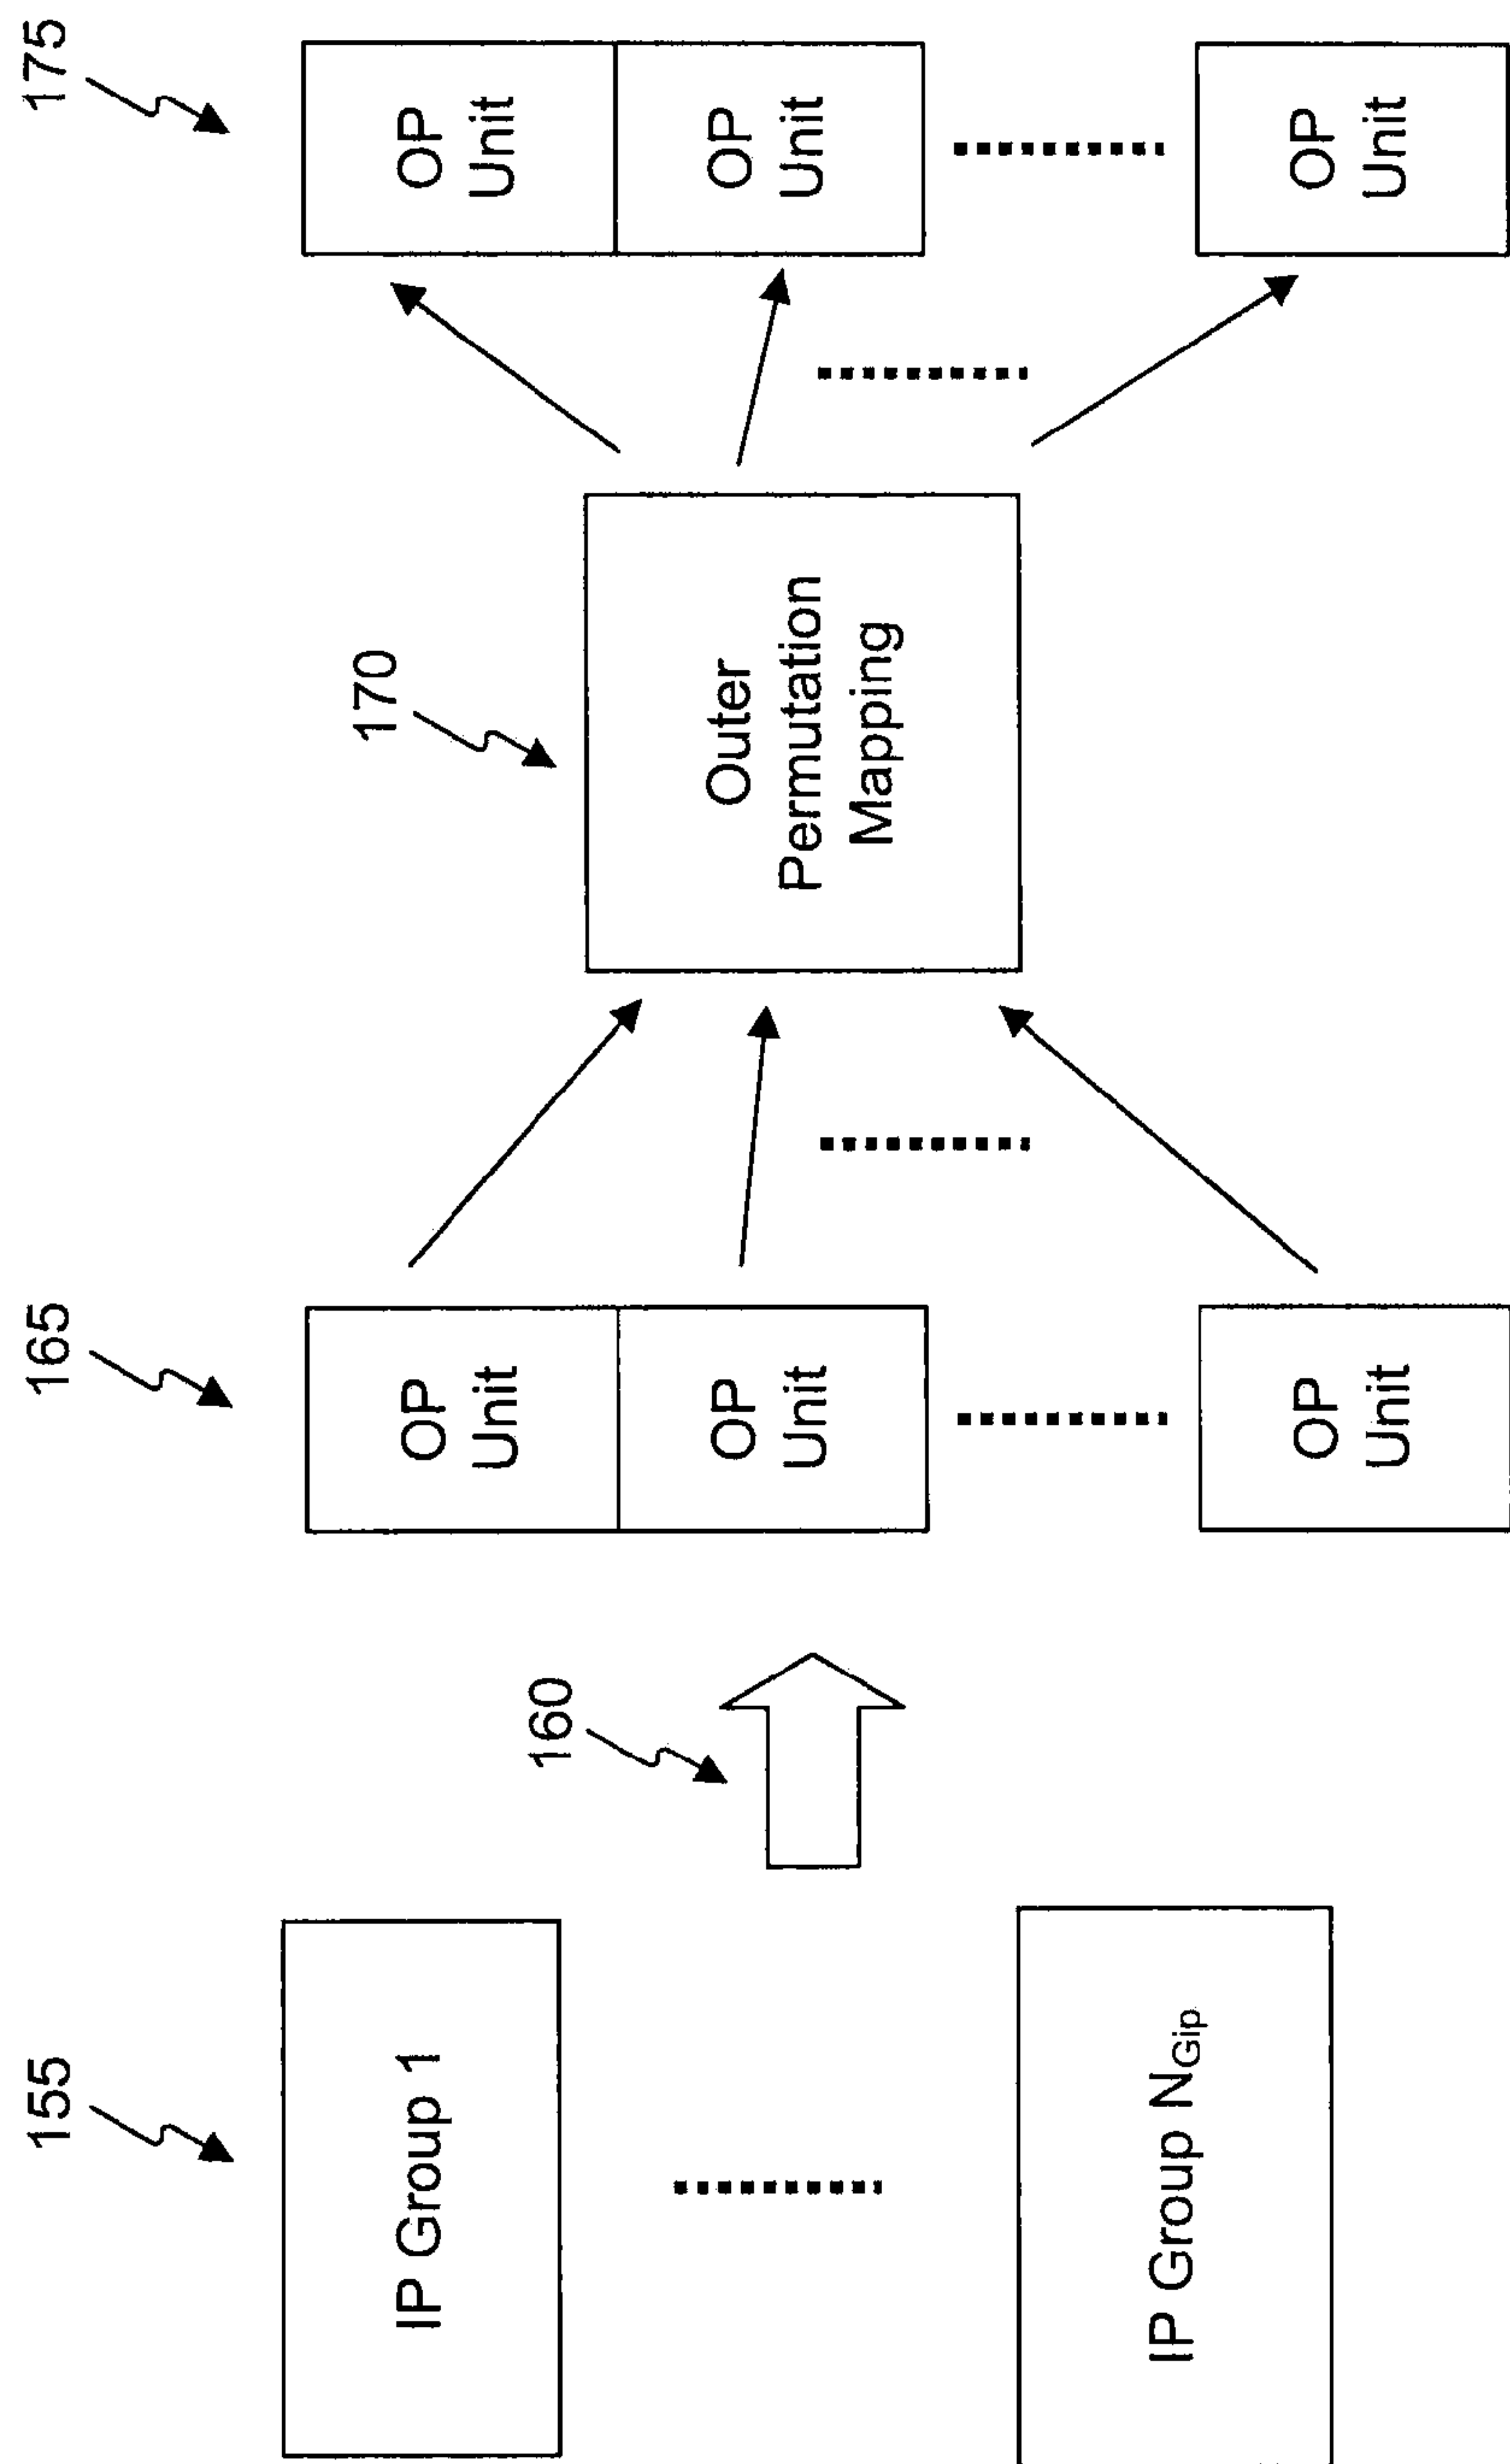 155
IP Group 1
IP Group N_Gip
160
165
OP
Unit
OP
Unit
OP
Unit
170
Outer
Permutation
Mapping
175
OP
Unit
OP
Unit
OP
Unit